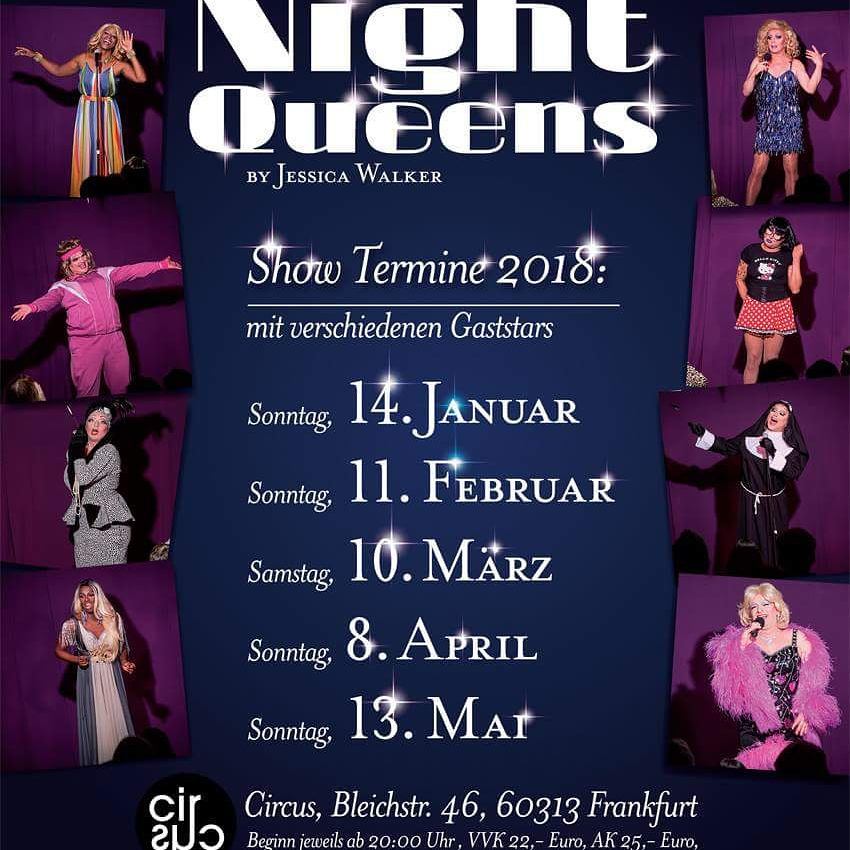 Night
Queens
BY JESSICA WALKER
Show Termine 2018:
mit verschiedenen Gaststars
Sonntag, 14. JANUAR
Sonntag, 11. FEBRUAR
Samstag, 10. MÄRZ
Sonntag, 8. APRIL
Sonntag, 13. MAI
HELLO KITTY
cir
cus
Circus, Bleichstr. 46, 60313 Frankfurt
Beginn jeweils ab 20:00 Uhr , VVK 22,- Euro, AK 25,- Euro,